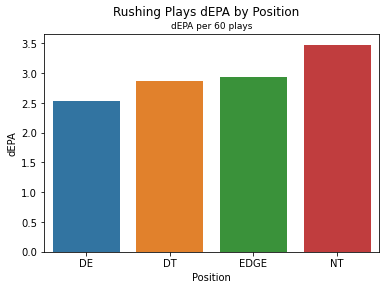 Rushing Plays dEPA by Position
dEPA per 60 plays
3.5
3.0
2.5
2.0
1.5
1.0
0.5
0.0
dEPA
DE DT EDGE NT
Position